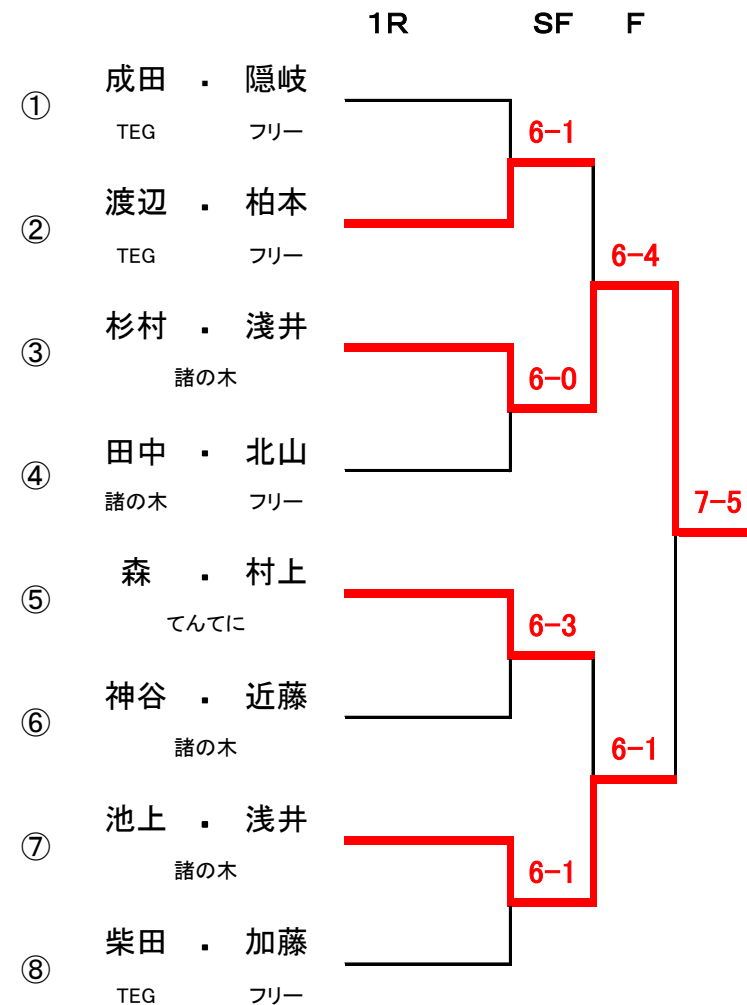 1R SF F
① 成田 ・ 隠岐
TEG フリー
6-1
② 渡辺 ・ 柏本
TEG フリー
6-4
③ 杉村 ・ 淺井
諸の木
6-0
④ 田中 ・ 北山
諸の木 フリー
7-5
⑤ 森 ・ 村上
てんてに
6-3
⑥ 神谷 ・ 近藤
諸の木
6-1
⑦ 池上 ・ 浅井
諸の木
6-1
⑧ 柴田 ・ 加藤
TEG フリー